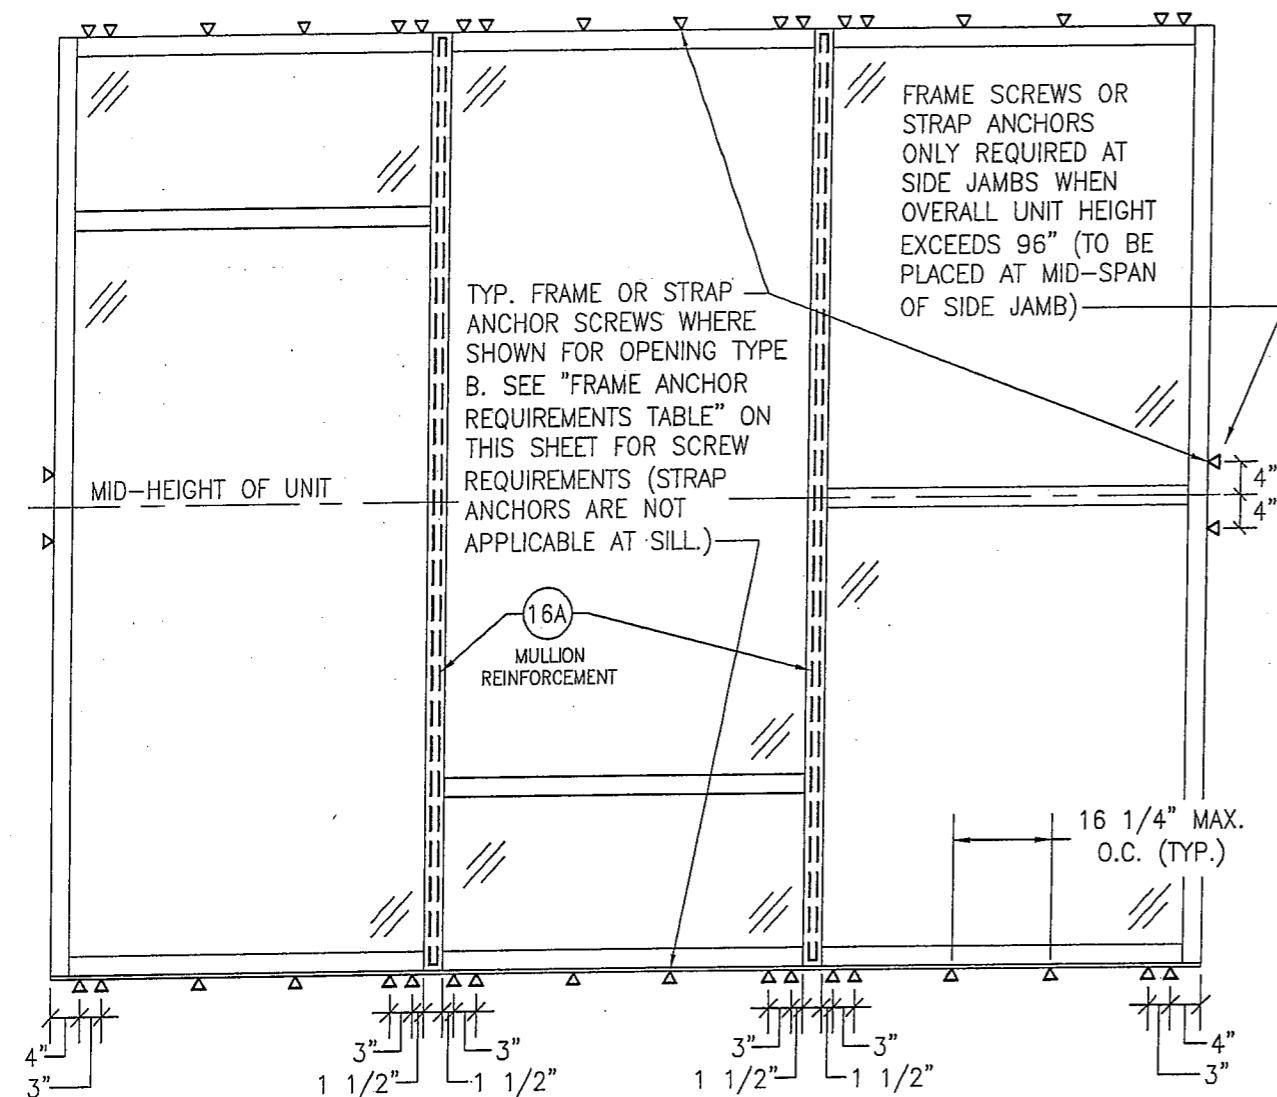 FRAME SCREWS OR
STRAP ANCHORS
ONLY REQUIRED AT
SIDE JAMBS WHEN
OVERALL UNIT HEIGHT
EXCEEDS 96" (TO BE
PLACED AT MID-SPAN
OF SIDE JAMB)
TYP. FRAME OR STRAP
ANCHOR SCREWS WHERE
SHOWN FOR OPENING TYPE
B. SEE "FRAME ANCHOR
REQUIREMENTS TABLE" ON
THIS SHEET FOR SCREW
REQUIREMENTS (STRAP
ANCHORS ARE NOT
APPLICABLE AT SILL.)
MID-HEIGHT OF UNIT
4"
4"
16A
MULLION
REINFORCEMENT
16 1/4" MAX.
O.C. (TYP.)
4"
3"
3"
3"
1 1/2"
1 1/2"
3"
3"
1 1/2"
1 1/2"
4"
3"